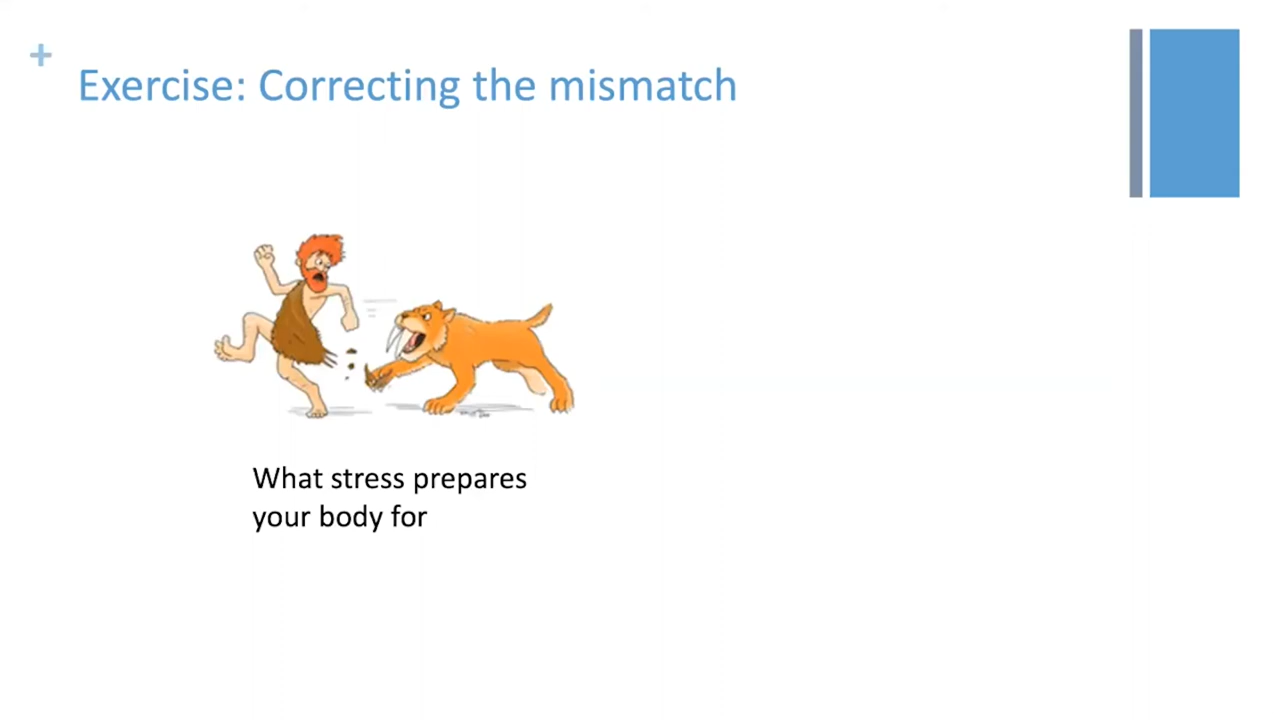 +
Exercise: Correcting the mismatch
What stress prepares
your body for